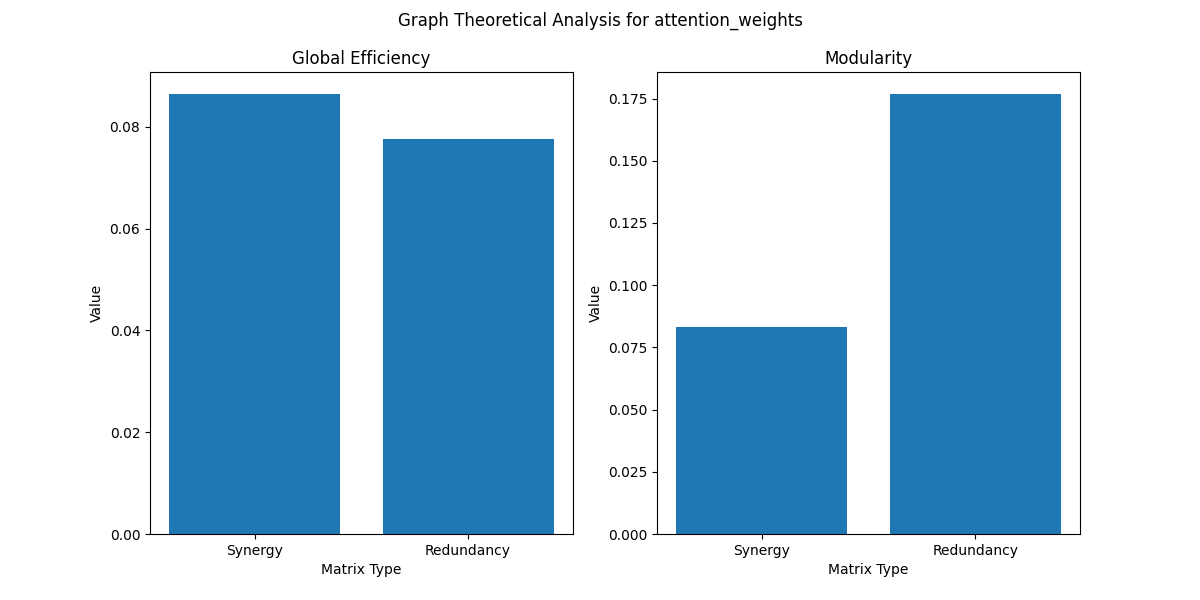 Graph Theoretical Analysis for attention_weights
Global Efficiency
Value
0.08
0.06
0.04
0.02
0.00
Synergy
Redundancy
Matrix Type
Modularity
Value
0.175
0.150
0.125
0.100
0.075
0.050
0.025
0.000
Synergy
Redundancy
Matrix Type